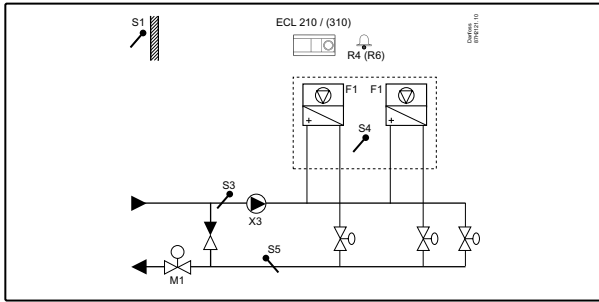 S1
ECL 210 / (310)
R4 (R6)
Danfoss
87H2121.10
F1
F1
S4
S3
X3
S5
M1